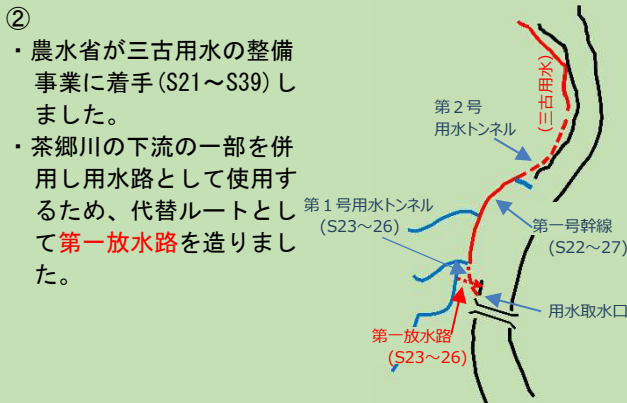 ②
・農水省が三古用水の整備
事業に着手(S21～S39)し
ました。
・茶郷川の下流の一部を併
用し用水路として使用す
るため、代替ルートとし
て第一放水路を造りまし
た。
(三古用水)
第２号
用水トンネル
第１号用水トンネル
(S23～26)
第一号幹線
(S22～27)
用水取水口
第一放水路
(S23～26)